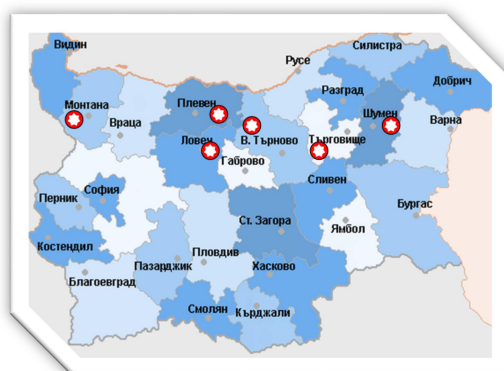 Видин
Силистра
Русе
Добрич
Разград
Монтана
Плевен
Шумен
Враца
Варна
Ловеч
В. Търново
Търговище
Габрово
София
Сливен
Перник
Бургас
Ст. Загора
Ямбол
Костендил
Пловдив
Пазарджик
Хасково
Благоевград
Смолян
Кърджали